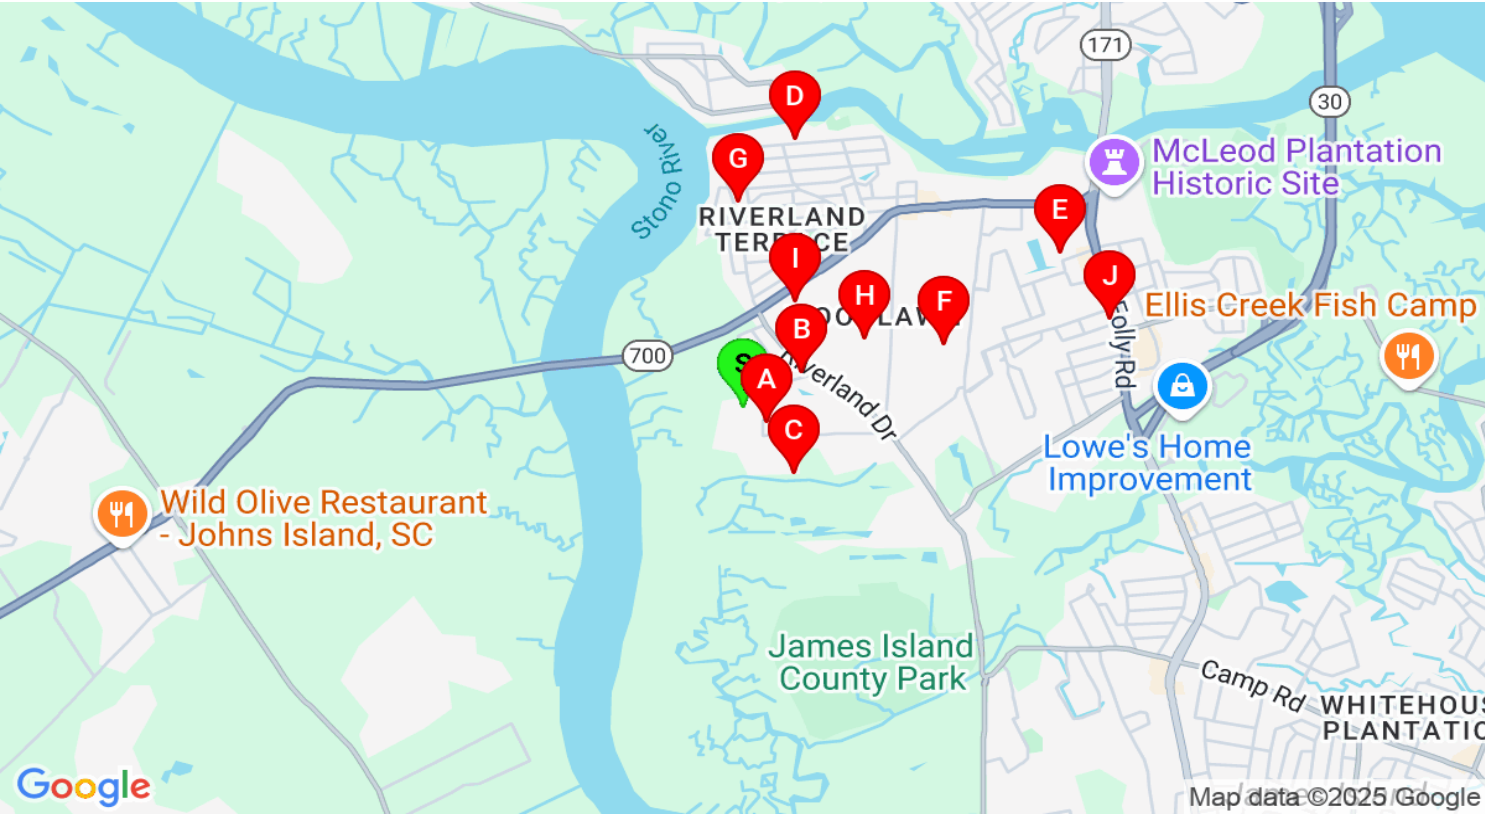 171
30
D
McLeod Plantation
Historic Site
G
Stono River
E
RIVERLAND
I
J
H
F
Ellis Creek Fish Camp
B
700
S
A
Riverland Dr
Folly Rd
C
Lowe's Home
Improvement
Wild Olive Restaurant
- Johns Island, SC
James Island
County Park
Camp Rd
Google
Map data ©2025 Google